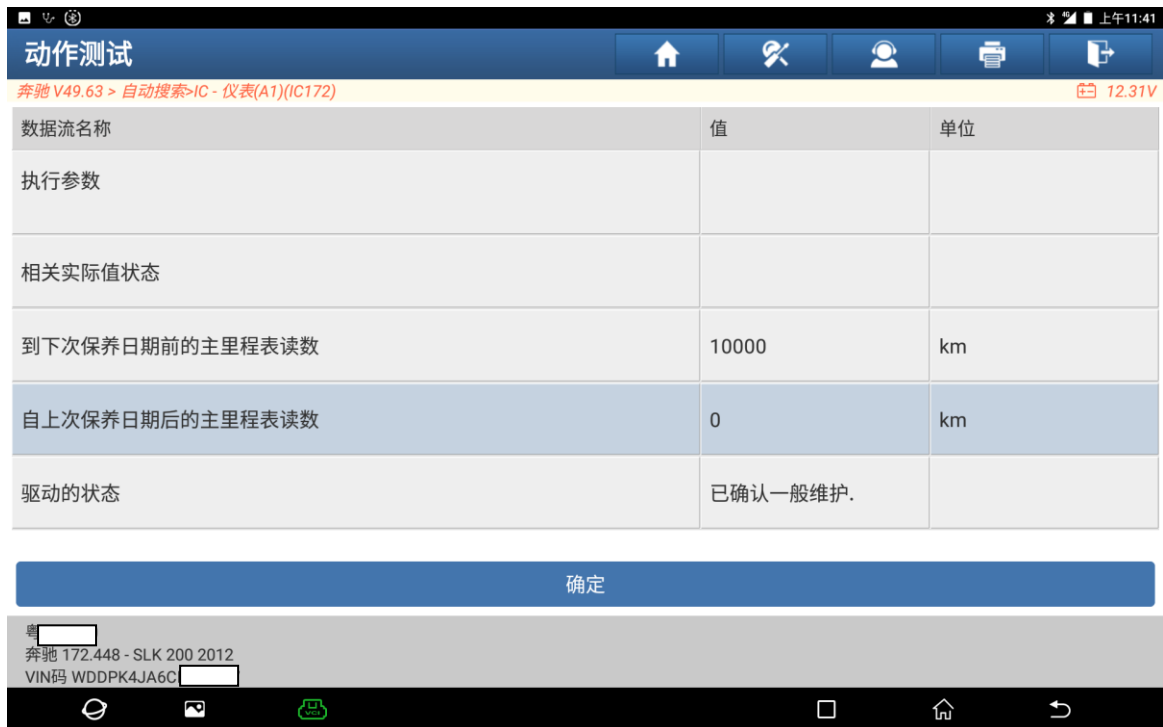 上午11:41
动作测试
奔驰 V49.63 > 自动搜索>IC - 仪表(A1)(IC172) 12.31V
数据流名称 值 单位
执行参数
相关实际值状态
到下次保养日期前的主里程表读数 10000 km
自上次保养日期后的主里程表读数 0 km
驱动的状态 已确认一般维护.
确定
粤
奔驰 172.448 - SLK 200 2012
VIN码 WDDPK4JA6C
VCI